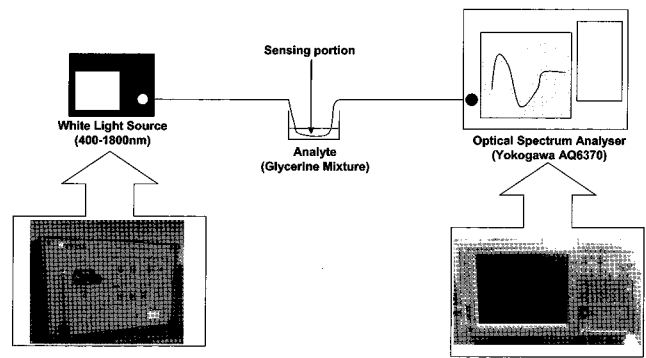 Sensing portion
White Light Source
(400-1800nm)
Analyte
(Glycerine Mixture)
Optical Spectrum Analyser
(Yokogawa AQ6370)